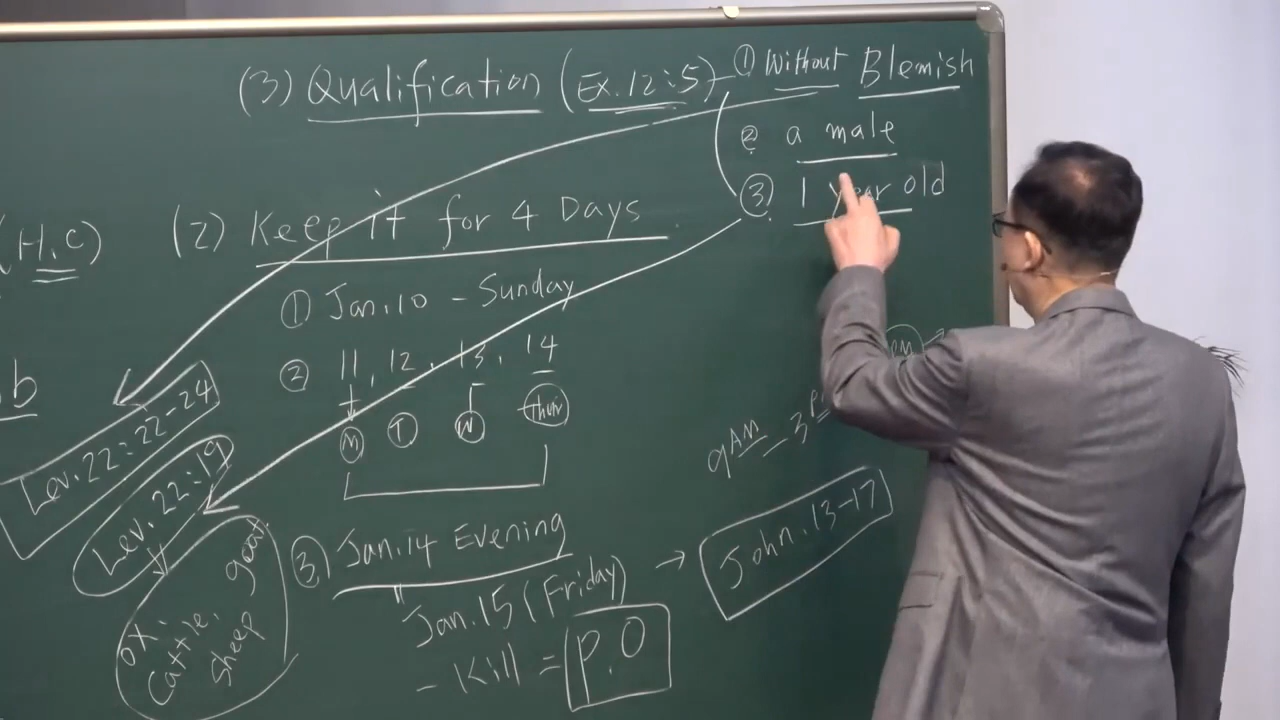 (3) Qualification (Ex. 12:5) - ① Without Blemish
② a male
③ 1 year old
(H.C)
(2) Keep it for 4 Days
① Jan. 10 - Sunday
② 11, 12, 13, 14
M T W Thur
b
Lev. 22:22-24
Lev. 22:19
ox.
cattle.
sheep
goat.
③ Jan. 14 Evening
"
Jan. 15 (Friday)
- Kill = P.O
→ John. 13-17
9AM - 3
PM